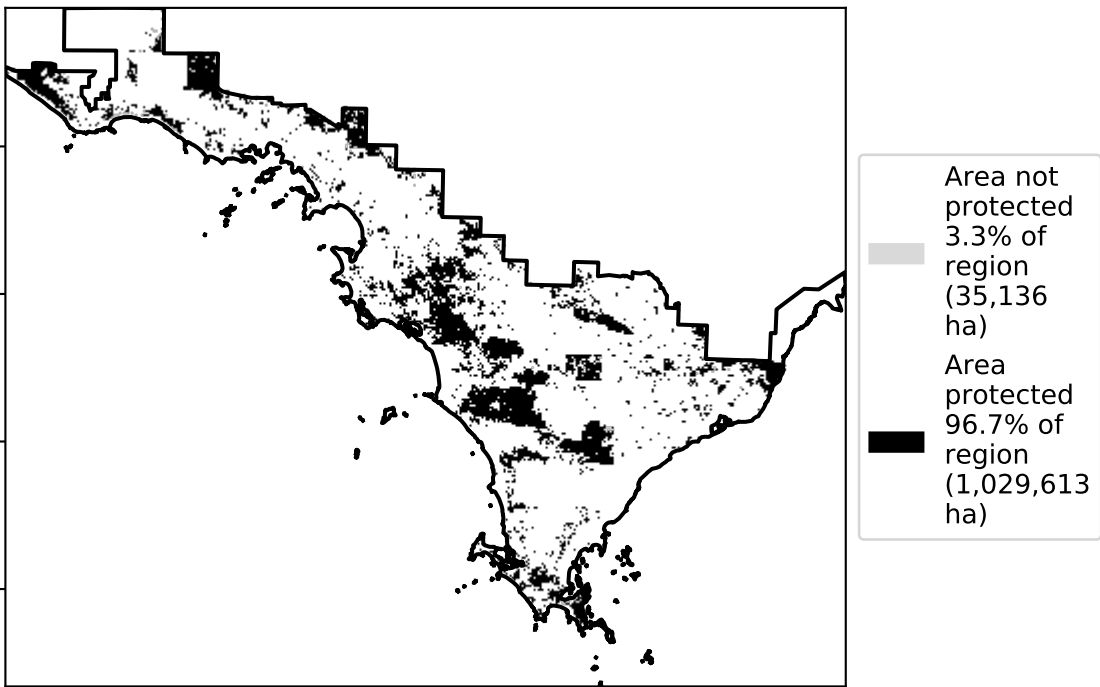 Area not
protected
3.3% of
region
(35,136
ha)
Area
protected
96.7% of
region
(1,029,613
ha)